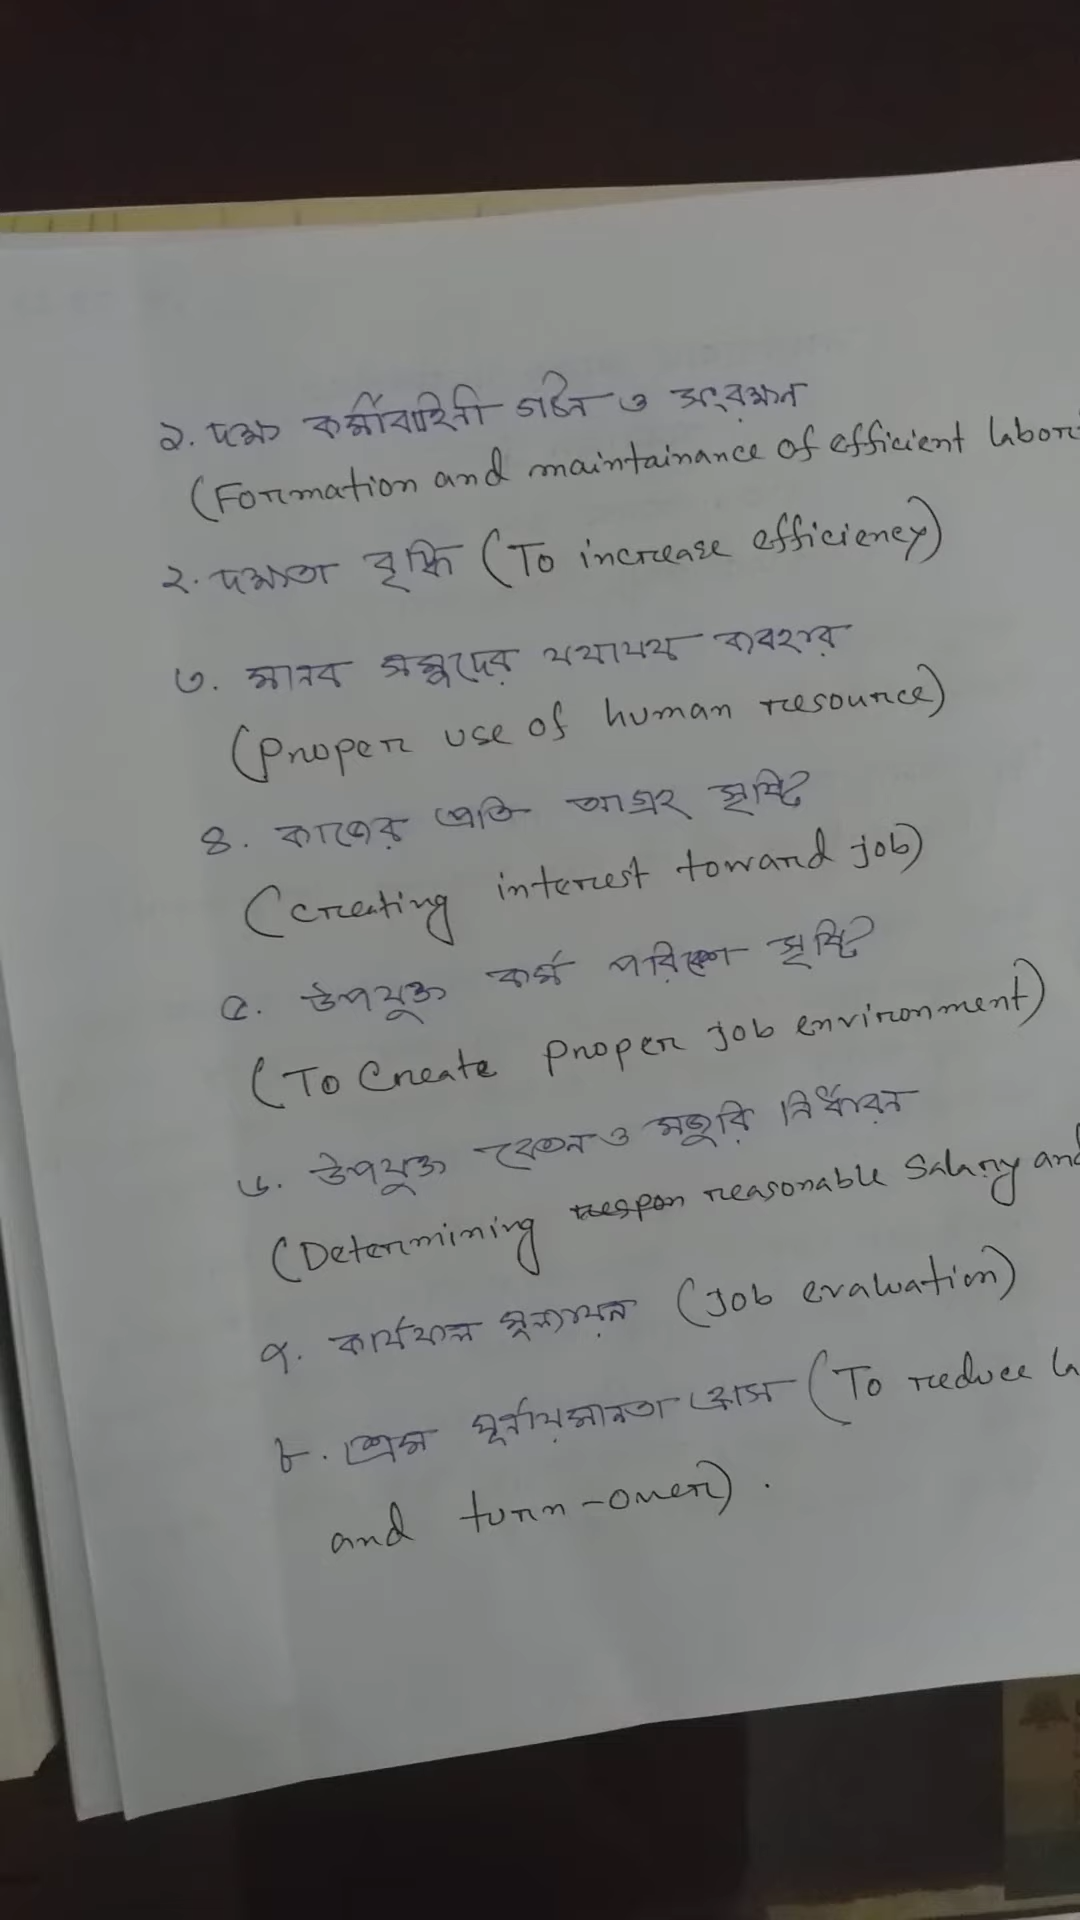 ১. দক্ষ কর্মীবাহিনী গঠন ও সংরক্ষন
(Formation and maintainance of efficient labor
২. দক্ষতা বৃদ্ধি (To increase efficiency)
৩. মানব সম্পদের যথাযথ ব্যবহার
(Proper use of human resource)
৪. কাজের প্রতি আগ্রহ সৃষ্টি
(creating interest toward job)
৫. উপযুক্ত কর্ম পরিবেশ সৃষ্টি
(To Create proper job environment)
৬. উপযুক্ত বেতন ও মজুরি নির্ধারন
(Determining reasonable Salary and
৭. কার্যফল মূল্যায়ন (Job evaluation)
৮. শ্রম ঘূর্ণায়মানতা হ্রাস (To reduce la
and turn-over).